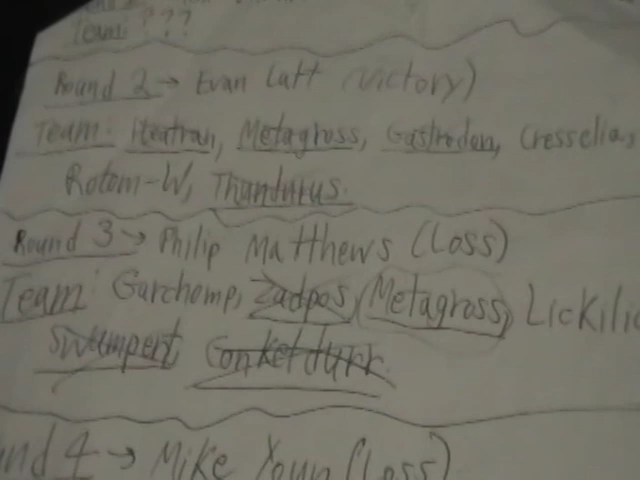 Team: ???
Round 2→ Evan Latt (victory)
Team: Heatran, Metagross, Gastrodon, Cresselia,
Rotom-W, Thundurus.
Round 3→ Philip Matthews (Loss)
Team: Garchomp, Zadpos, Metagross, Lickilic
Swampert, Conkeldurr
nd 4→ Mike Youn (Loss)